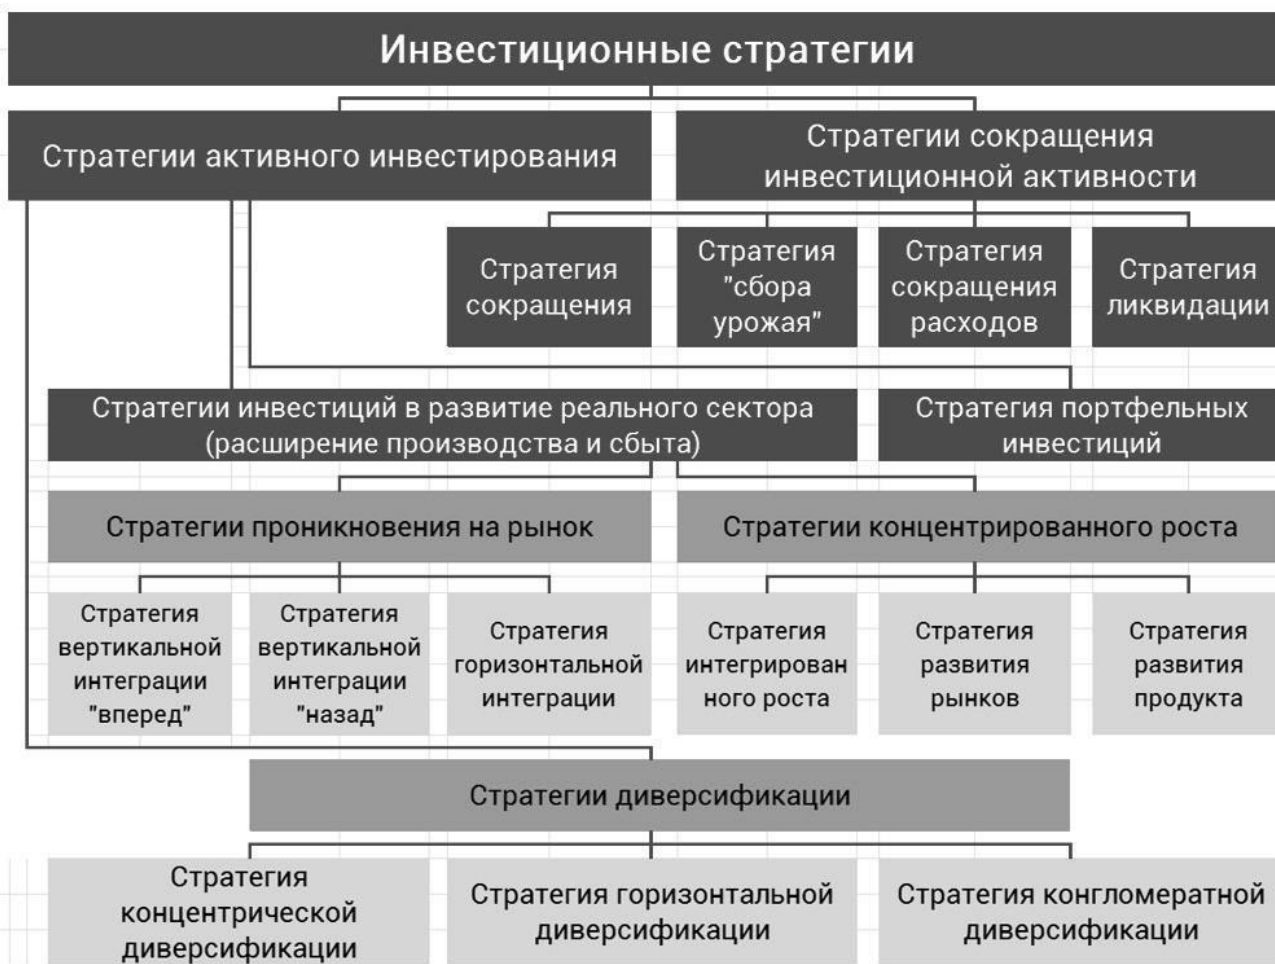 Инвестиционные стратегии
Стратегии активного инвестирования
Стратегии сокращения
инвестиционной активности
Стратегия
сокращения
Стратегия
"сбора
урожая"
Стратегия
сокращения
расходов
Стратегия
ликвидации
Стратегии инвестиций в развитие реального сектора
(расширение производства и сбыта)
Стратегия портфельных
инвестиций
Стратегии проникновения на рынок
Стратегии концентрированного роста
Стратегия
вертикальной
интеграции
"вперед"
Стратегия
вертикальной
интеграции
"назад"
Стратегия
горизонтальной
интеграции
Стратегия
интегрирован
ного роста
Стратегия
развития
рынков
Стратегия
развития
продукта
Стратегии диверсификации
Стратегия
концентрической
диверсификации
Стратегия горизонтальной
диверсификации
Стратегия конгломератной
диверсификации